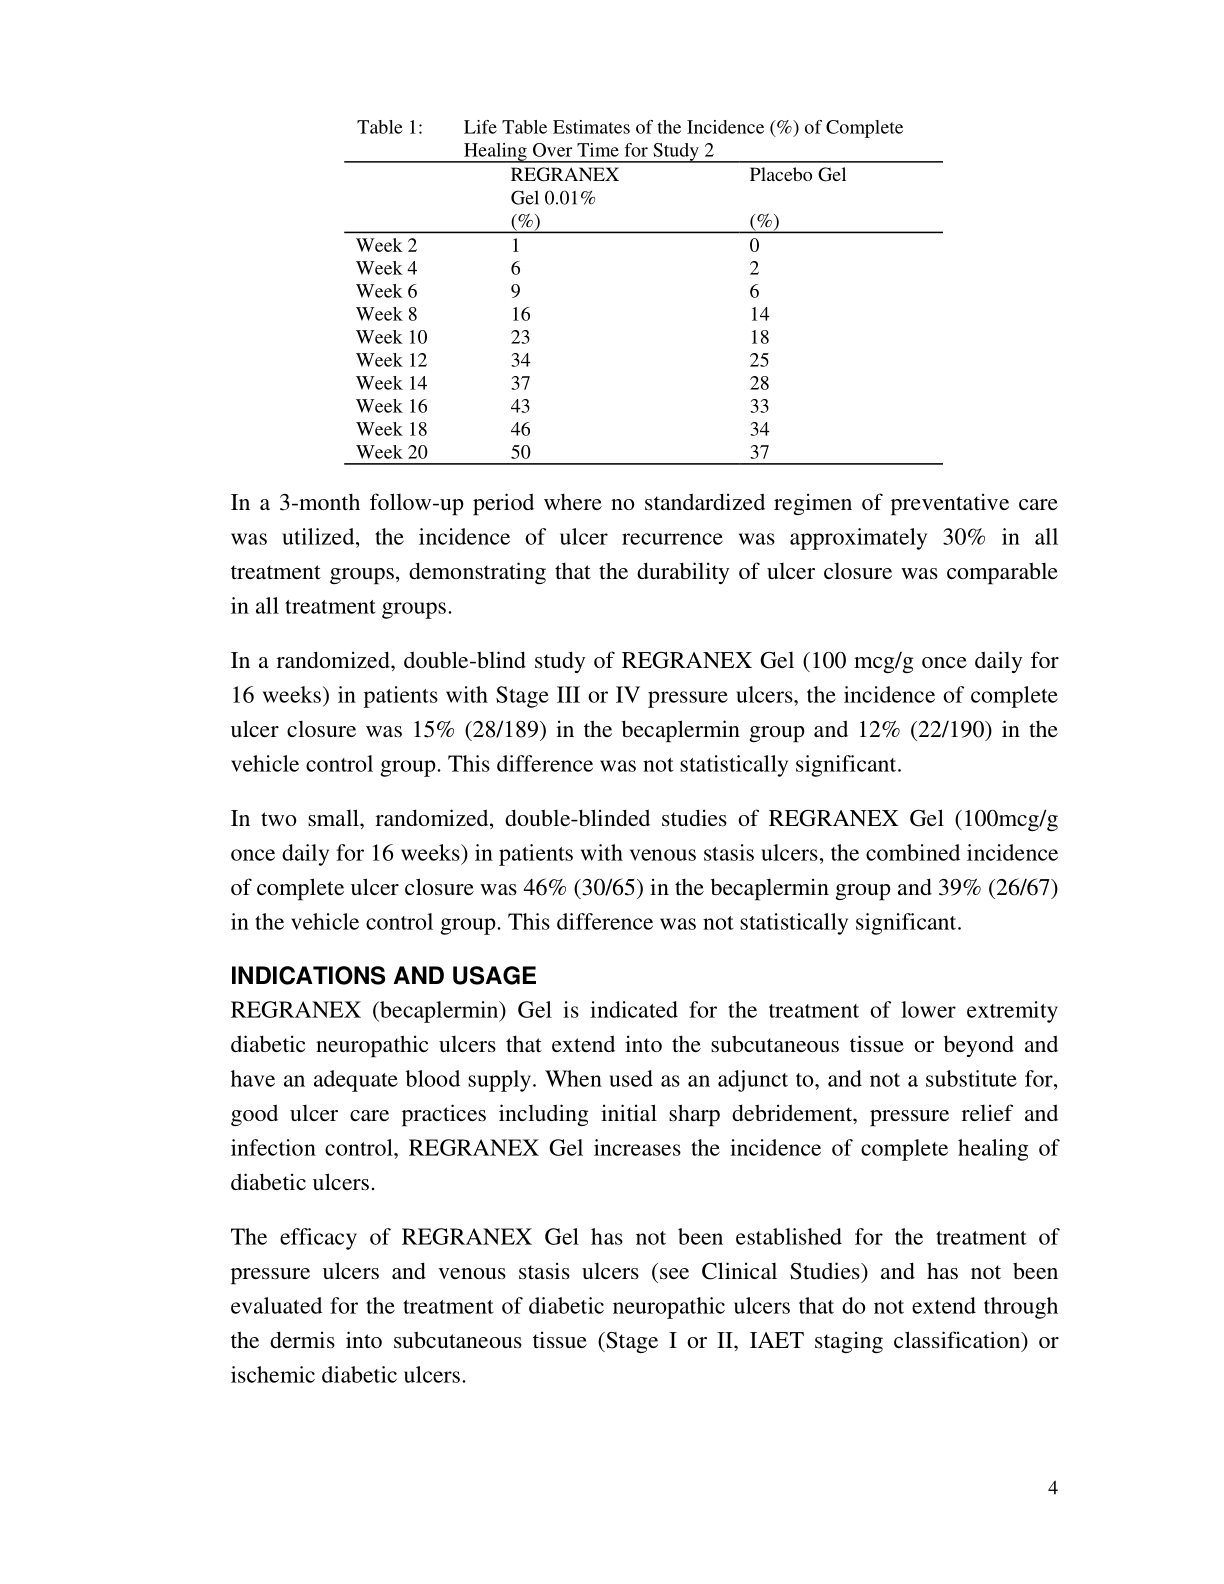 Table 1: Life Table Estimates of the Incidence (%) of Complete
Healing Over Time for Study 2
REGRANEX Placebo Gel
Gel 0.01%
(%) (%)
Week 2 1 0
Week 4 6 2
Week 6 9 6
Week 8 16 14
Week 10 23 18
Week 12 34 25
Week 14 37 28
Week 16 43 33
Week 18 46 34
Week 20 50 37
In a 3-month follow-up period where no standardized regimen of preventative care
was utilized, the incidence of ulcer recurrence was approximately 30% in all
treatment groups, demonstrating that the durability of ulcer closure was comparable
in all treatment groups.
In a randomized, double-blind study of REGRANEX Gel (100 mcg/g once daily for
16 weeks) in patients with Stage III or IV pressure ulcers, the incidence of complete
ulcer closure was 15% (28/189) in the becaplermin group and 12% (22/190) in the
vehicle control group. This difference was not statistically significant.
In two small, randomized, double-blinded studies of REGRANEX Gel (100mcg/g
once daily for 16 weeks) in patients with venous stasis ulcers, the combined incidence
of complete ulcer closure was 46% (30/65) in the becaplermin group and 39% (26/67)
in the vehicle control group. This difference was not statistically significant.
INDICATIONS AND USAGE
REGRANEX (becaplermin) Gel is indicated for the treatment of lower extremity
diabetic neuropathic ulcers that extend into the subcutaneous tissue or beyond and
have an adequate blood supply. When used as an adjunct to, and not a substitute for,
good ulcer care practices including initial sharp debridement, pressure relief and
infection control, REGRANEX Gel increases the incidence of complete healing of
diabetic ulcers.
The efficacy of REGRANEX Gel has not been established for the treatment of
pressure ulcers and venous stasis ulcers (see Clinical Studies) and has not been
evaluated for the treatment of diabetic neuropathic ulcers that do not extend through
the dermis into subcutaneous tissue (Stage I or II, IAET staging classification) or
ischemic diabetic ulcers.
4